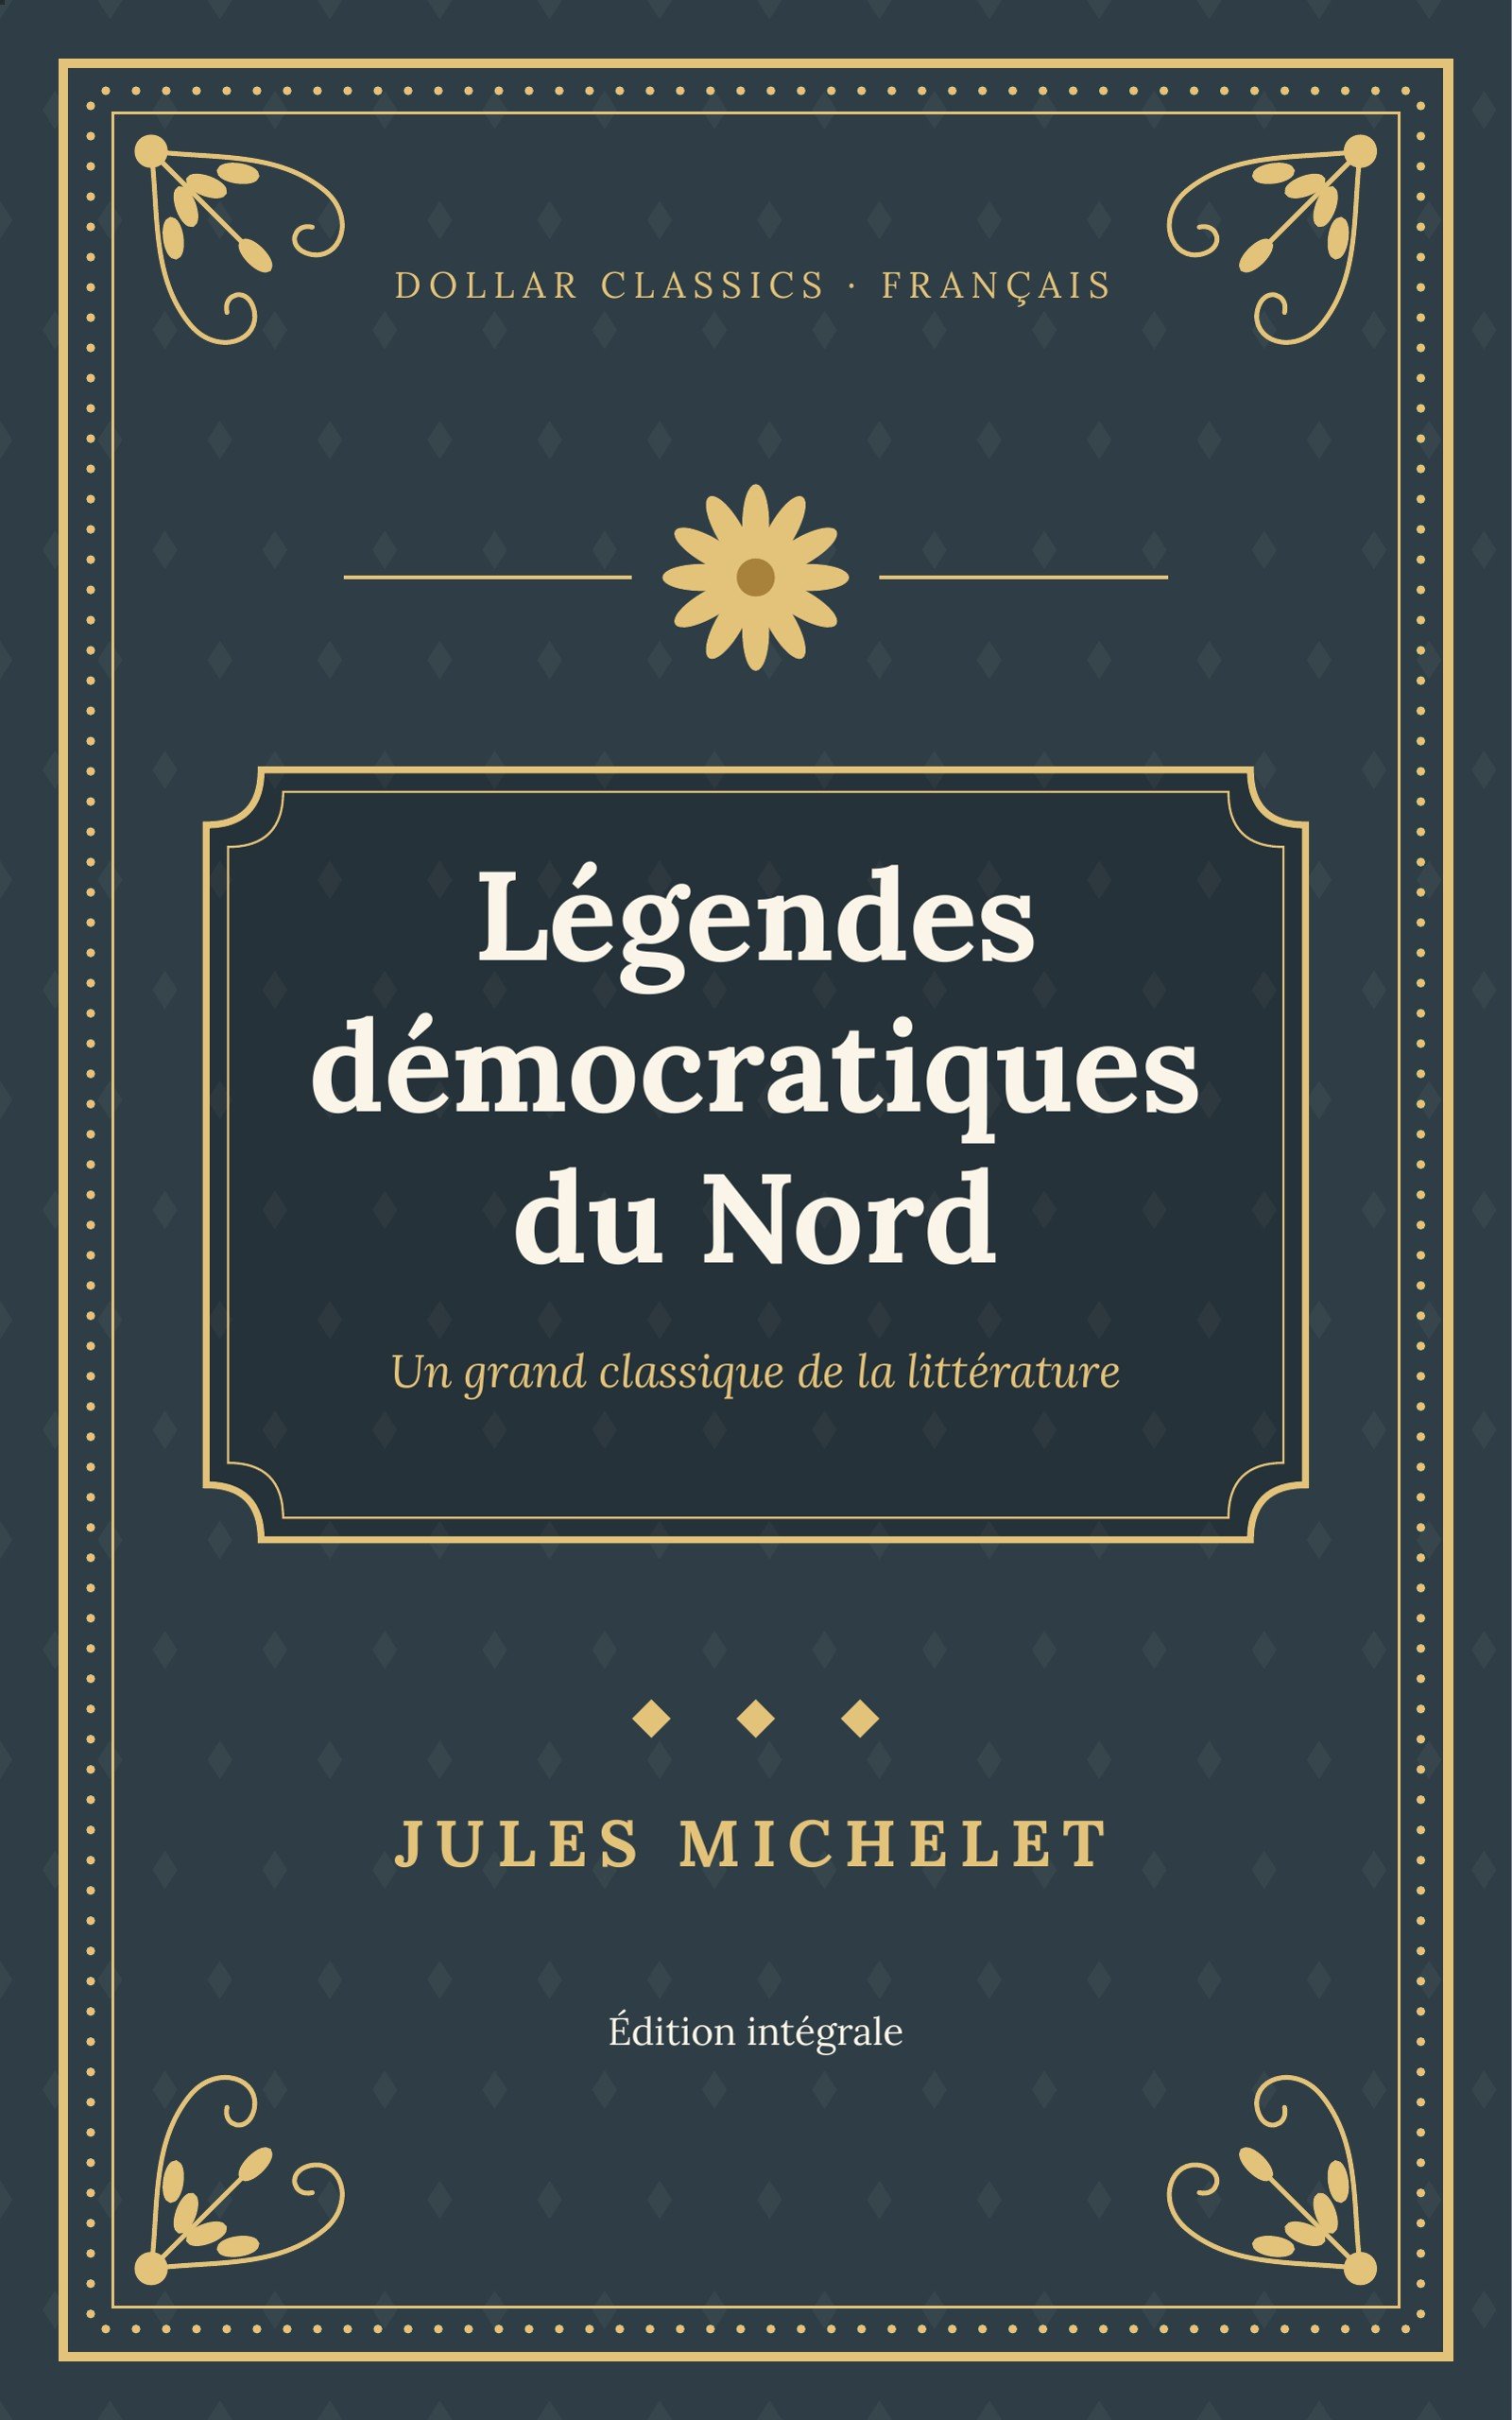 DOLLAR CLASSICS · FRANÇAIS
Légendes
démocratiques
du Nord
Un grand classique de la littérature
JULES MICHELET
Édition intégrale